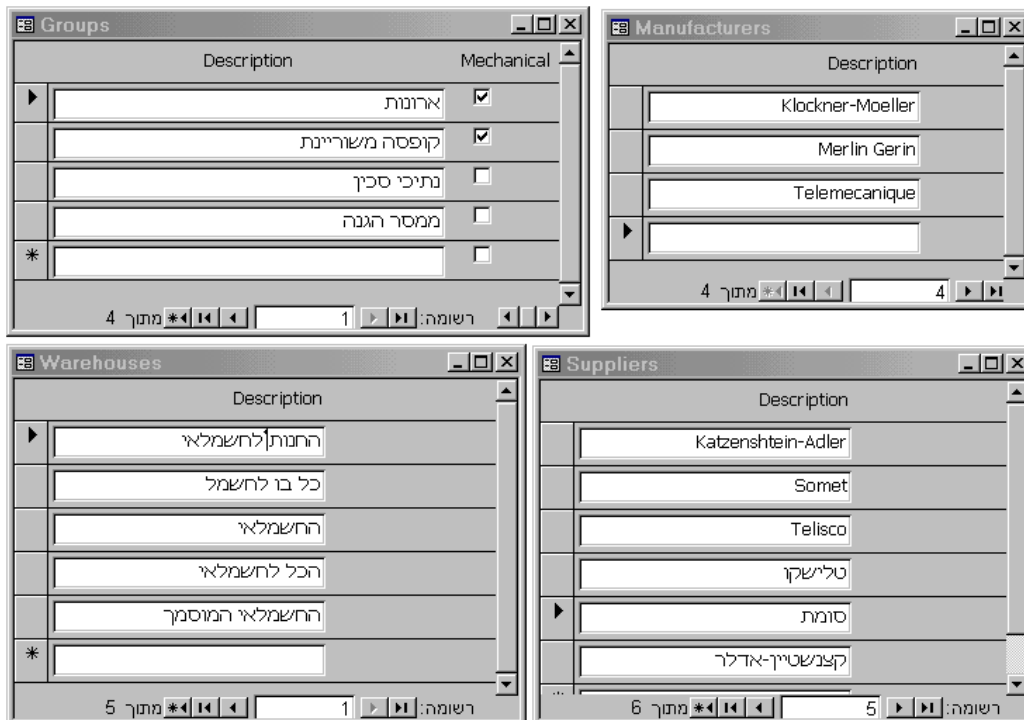 Groups
Description Mechanical
ארונות
קופסה משוריינת
נתיכי סכין
ממסר הגנה
רשומה: 1 מתוך 4
Manufacturers
Description
Klockner-Moeller
Merlin Gerin
Telemecanique
4 מתוך 4
Warehouses
Description
החנות לחשמלאי
כל בו לחשמל
החשמלאי
הכל לחשמלאי
החשמלאי המוסמך
רשומה: 1 מתוך 5
Suppliers
Description
Katzenshtein-Adler
Somet
Telisco
טלישקו
סומת
קצנשטיין-אדלר
רשומה: 5 מתוך 6